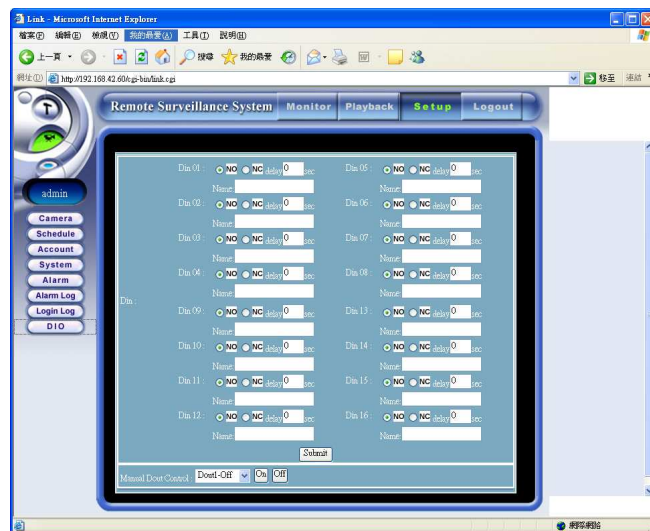 Link - Microsoft Internet Explorer
檔案(F) 編輯(E) 檢視(V) 我的最愛(A) 工具(T) 說明(H)
上一頁 搜尋 我的最愛
網址(D) http://192.168.42.60/cgi-bin/link.cgi 移至 連結
Remote Surveillance System Monitor Playback Setup Logout
admin
Camera
Schedule
Account
System
Alarm
Alarm Log
Login Log
DIO
Din :
Din 01 : NO NC delay 0 sec Din 05 : NO NC delay 0 sec
Name: Name:
Din 02 : NO NC delay 0 sec Din 06 : NO NC delay 0 sec
Name: Name:
Din 03 : NO NC delay 0 sec Din 07 : NO NC delay 0 sec
Name: Name:
Din 04 : NO NC delay 0 sec Din 08 : NO NC delay 0 sec
Name: Name:
Din 09 : NO NC delay 0 sec Din 13 : NO NC delay 0 sec
Name: Name:
Din 10 : NO NC delay 0 sec Din 14 : NO NC delay 0 sec
Name: Name:
Din 11 : NO NC delay 0 sec Din 15 : NO NC delay 0 sec
Name: Name:
Din 12 : NO NC delay 0 sec Din 16 : NO NC delay 0 sec
Name: Name:
Submit
Manual Dout Control : Dout1-Off On Off
網際網路